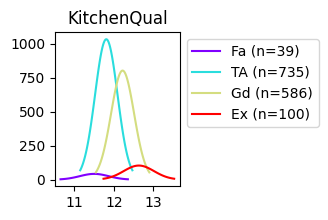 KitchenQual
1000
750
500
250
0
11 12 13
Fa (n=39)
TA (n=735)
Gd (n=586)
Ex (n=100)